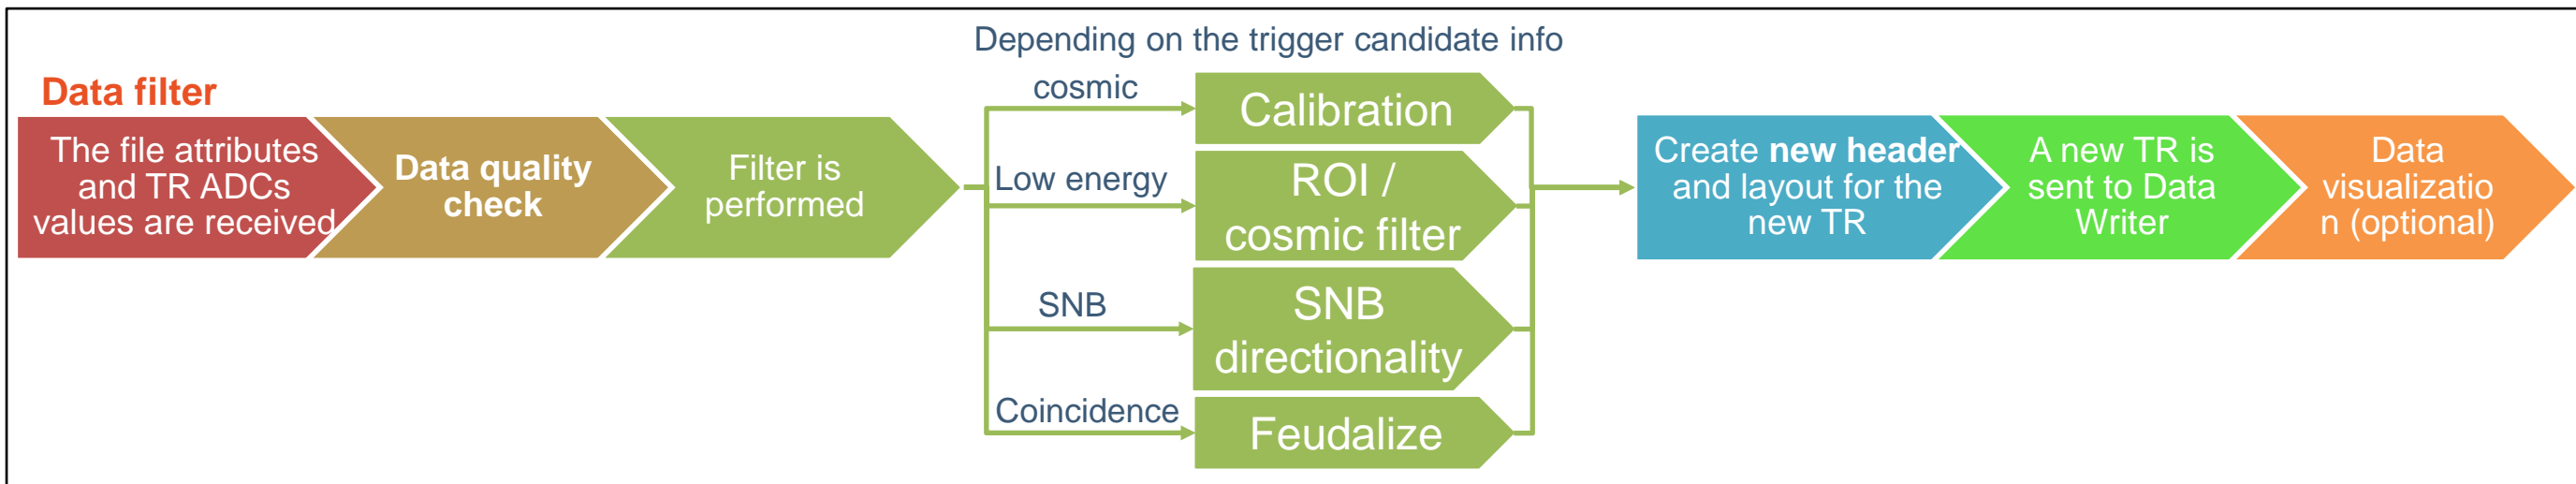 Depending on the trigger candidate info
Data filter
The file attributes
and TR ADCs
values are received
Data quality
check
Filter is
performed
cosmic
Calibration
Low energy
ROI /
cosmic filter
SNB
SNB
directionality
Coincidence
Feudalize
Create new header
and layout for the
new TR
A new TR is
sent to Data
Writer
Data
visualizatio
n (optional)